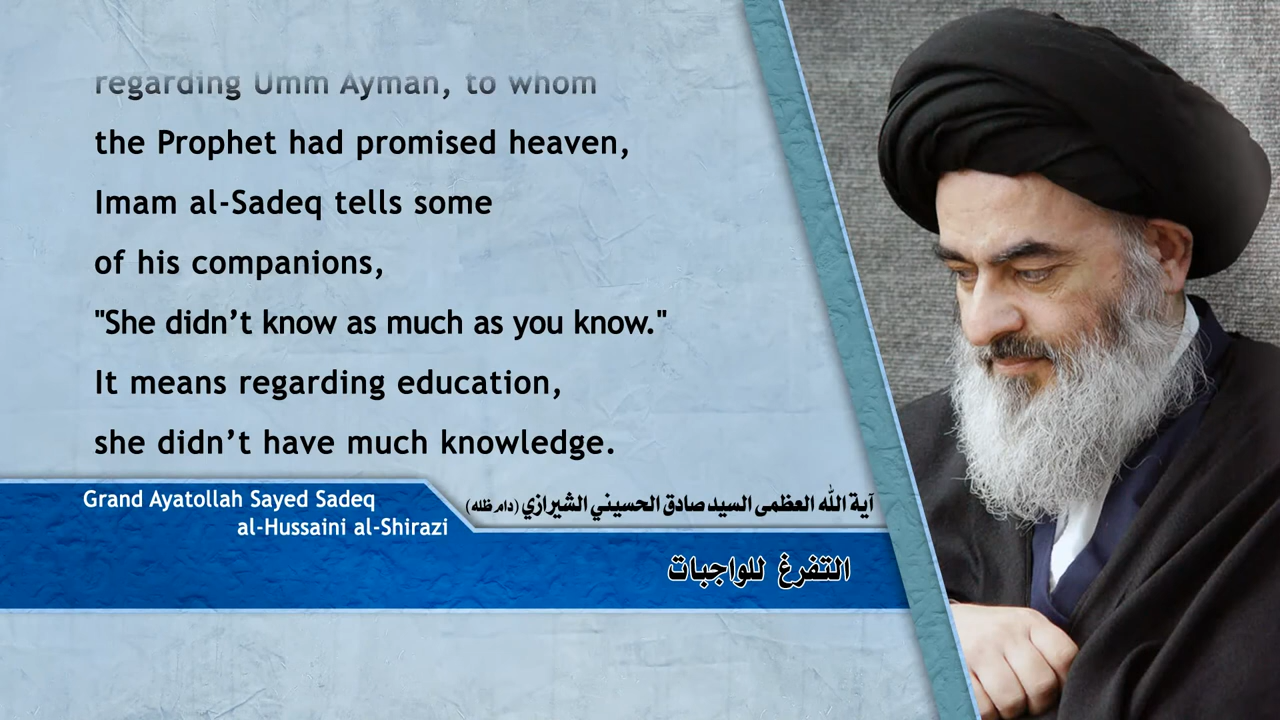 regarding Umm Ayman, to whom
the Prophet had promised heaven,
Imam al-Sadeq tells some
of his companions,
"She didn’t know as much as you know."
It means regarding education,
she didn’t have much knowledge.
Grand Ayatollah Sayed Sadeq
al-Hussaini al-Shirazi
آية الله العظمى السيد صادق الحسيني الشيرازي (دام ظله)
التفرغ للواجبات